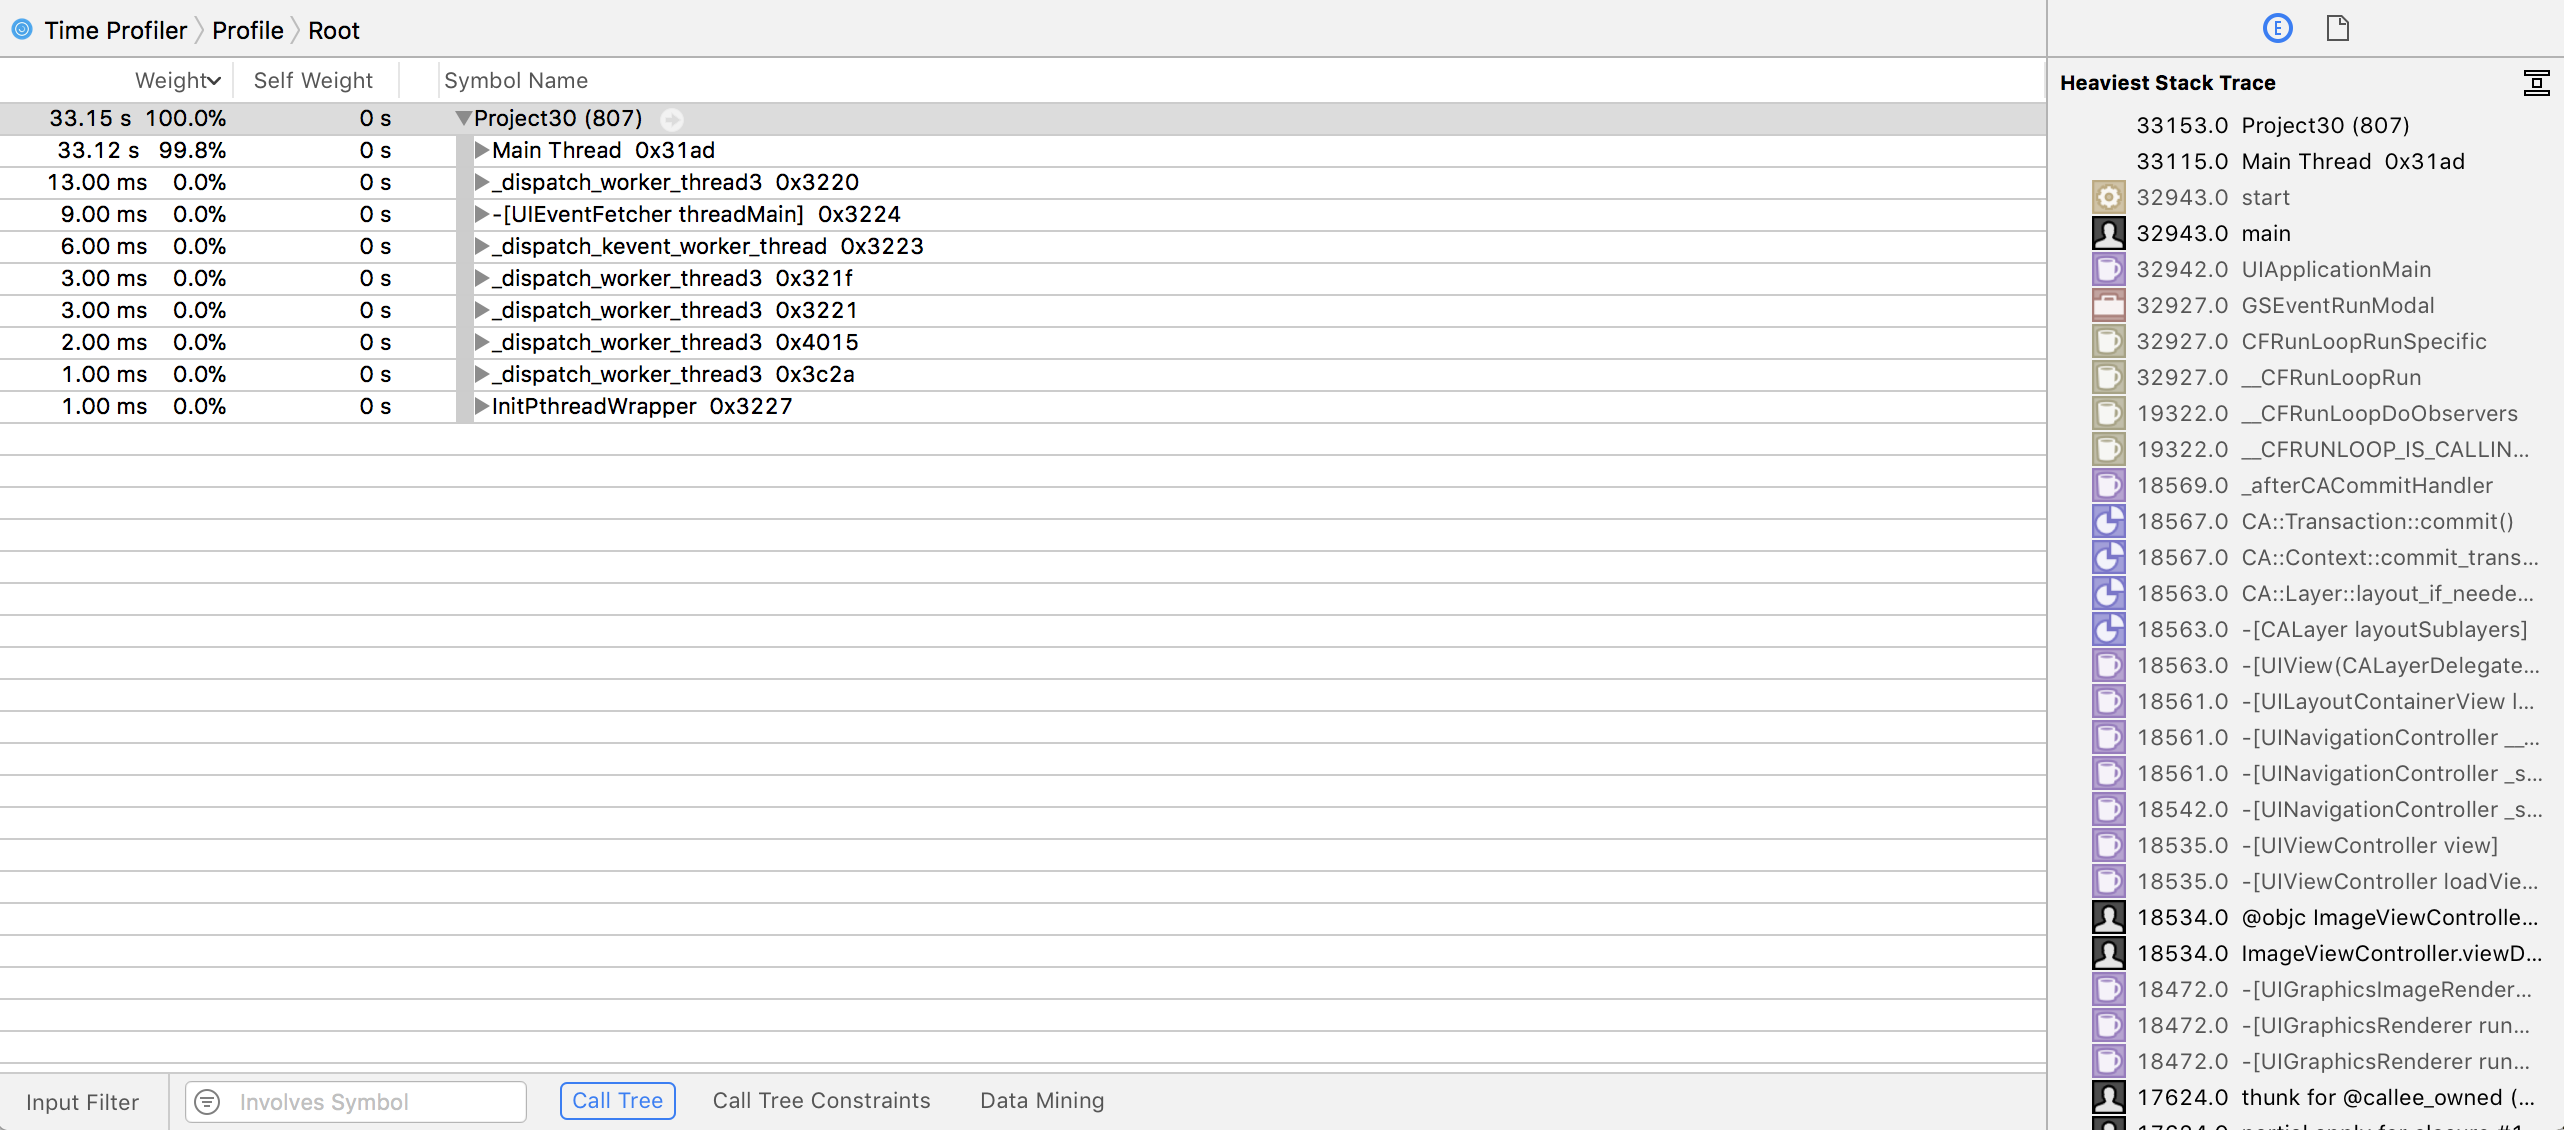 Time Profiler Profile Root
Weight Self Weight Symbol Name
33.15 s 100.0% 0 s Project30 (807)
33.12 s 99.8% 0 s Main Thread 0x31ad
13.00 ms 0.0% 0 s _dispatch_worker_thread3 0x3220
9.00 ms 0.0% 0 s -[UIEventFetcher threadMain] 0x3224
6.00 ms 0.0% 0 s _dispatch_kevent_worker_thread 0x3223
3.00 ms 0.0% 0 s _dispatch_worker_thread3 0x321f
3.00 ms 0.0% 0 s _dispatch_worker_thread3 0x3221
2.00 ms 0.0% 0 s _dispatch_worker_thread3 0x4015
1.00 ms 0.0% 0 s _dispatch_worker_thread3 0x3c2a
1.00 ms 0.0% 0 s InitPthreadWrapper 0x3227
Input Filter Involves Symbol Call Tree Call Tree Constraints Data Mining
E
Heaviest Stack Trace
33153.0 Project30 (807)
33115.0 Main Thread 0x31ad
32943.0 start
32943.0 main
32942.0 UIApplicationMain
32927.0 GSEventRunModal
32927.0 CFRunLoopRunSpecific
32927.0 __CFRunLoopRun
19322.0 __CFRunLoopDoObservers
19322.0 __CFRUNLOOP_IS_CALLIN...
18569.0 _afterCACommitHandler
18567.0 CA::Transaction::commit()
18567.0 CA::Context::commit_trans...
18563.0 CA::Layer::layout_if_neede...
18563.0 -[CALayer layoutSublayers]
18563.0 -[UIView(CALayerDelegate...
18561.0 -[UILayoutContainerView l...
18561.0 -[UINavigationController __...
18561.0 -[UINavigationController _s...
18542.0 -[UINavigationController _s...
18535.0 -[UIViewController view]
18535.0 -[UIViewController loadVie...
18534.0 @objc ImageViewControlle...
18534.0 ImageViewController.viewD...
18472.0 -[UIGraphicsImageRender...
18472.0 -[UIGraphicsRenderer run...
18472.0 -[UIGraphicsRenderer run...
17624.0 thunk for @callee_owned (...